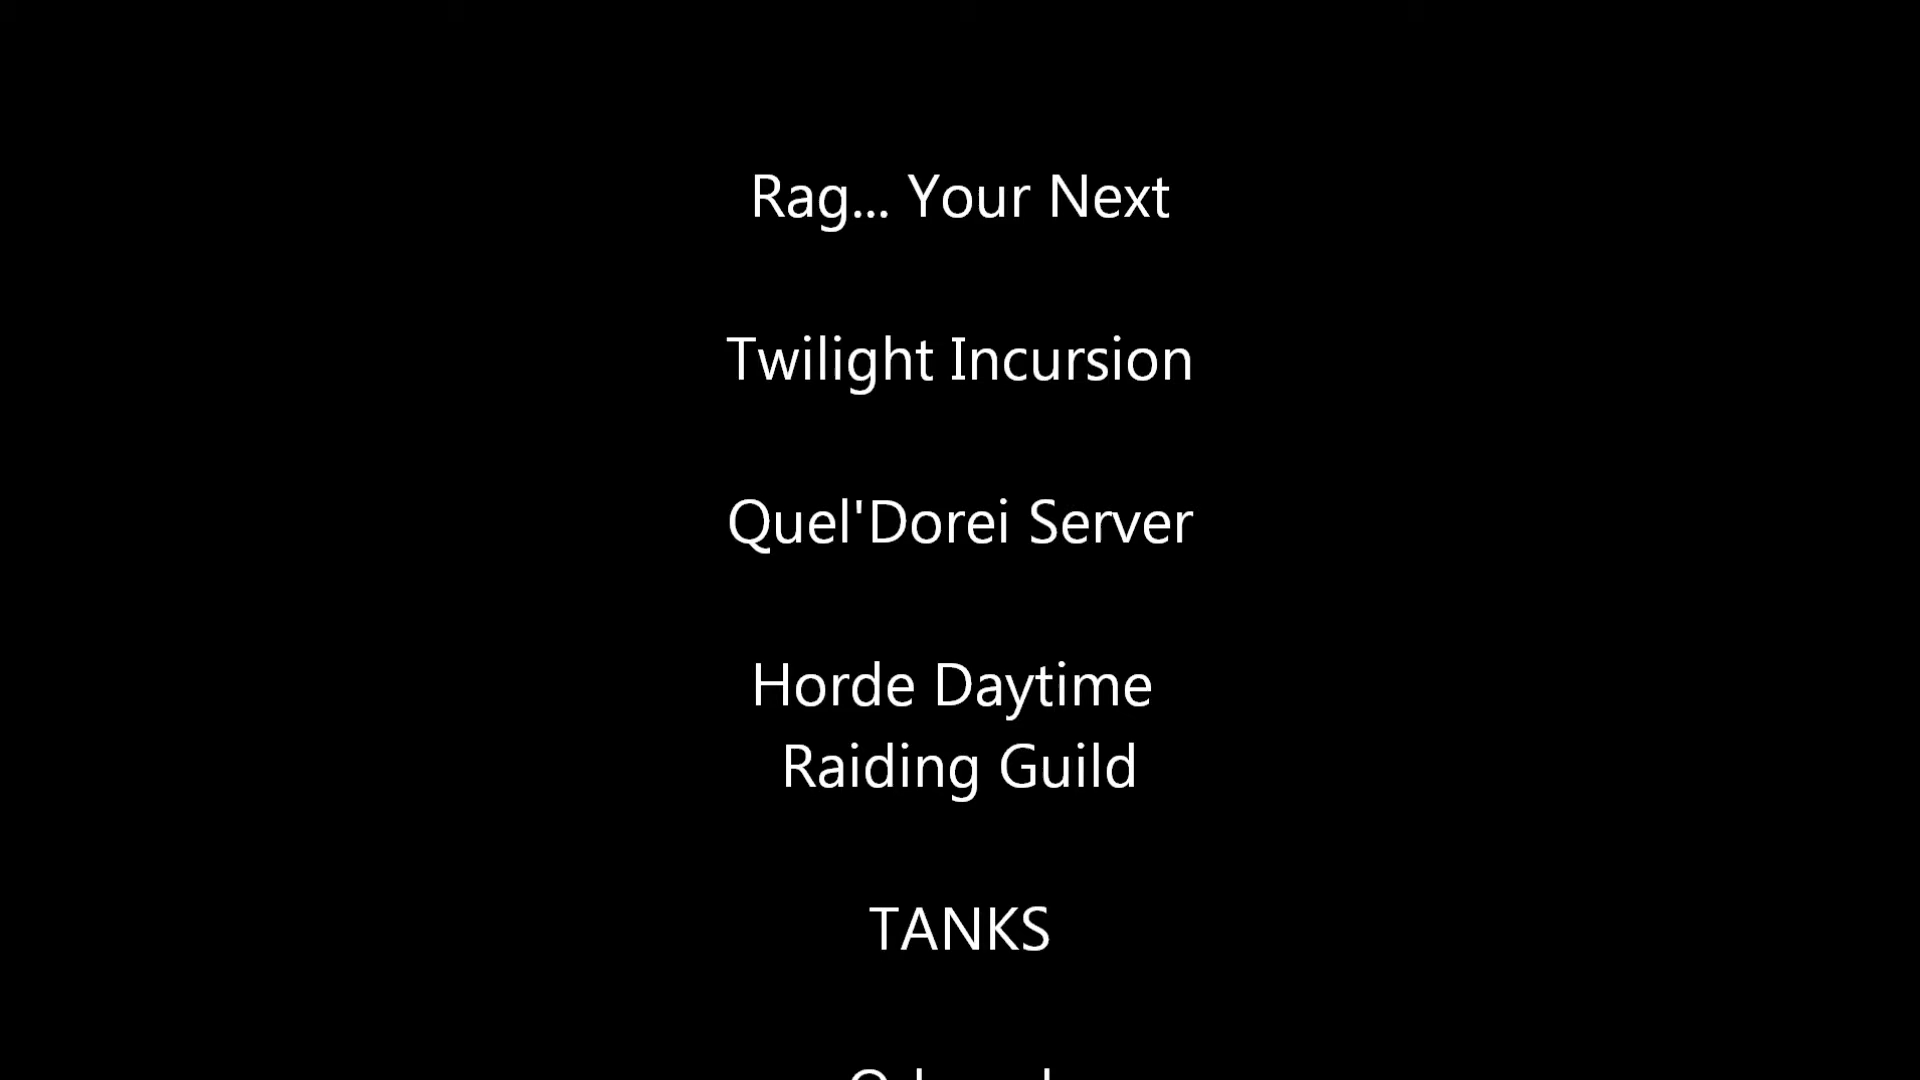 Rag... Your Next
Twilight Incursion
Quel'Dorei Server
Horde Daytime
Raiding Guild
TANKS